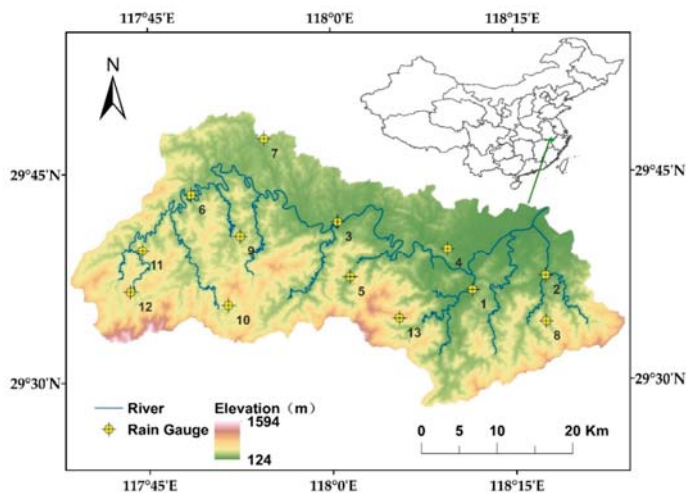 117°45'E 118°0'E 118°15'E
N
29°45'N 29°45'N
7
6
3
9
4
11
5
2
12
1
10
13
8
29°30'N 29°30'N
River Elevation（m）
Rain Gauge 1594
124
0 5 10 20 Km
117°45'E 118°0'E 118°15'E